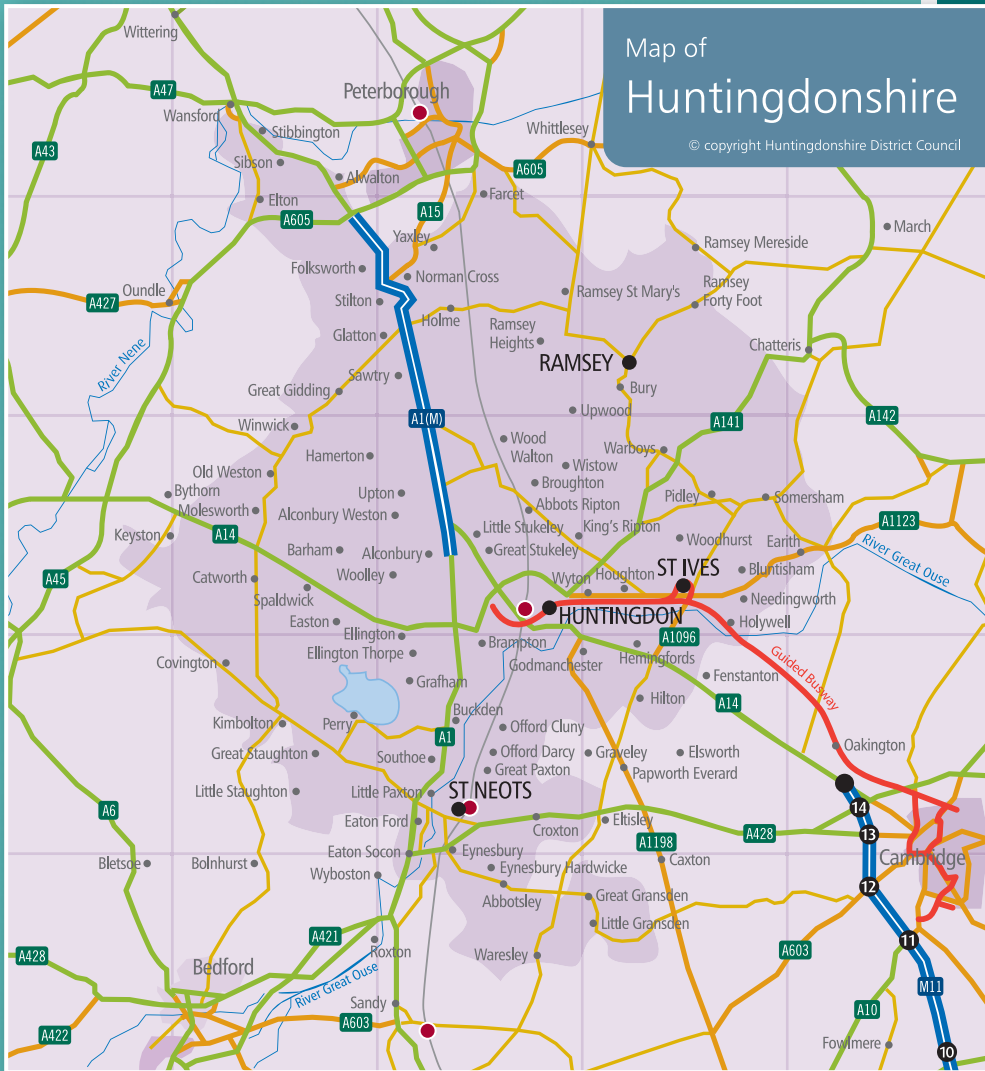 Map of
Huntingdonshire
© copyright Huntingdonshire District Council
Wittering
A47
Peterborough
Wansford
Stibbington
Whittlesey
A43
Sibson
Alwalton
A605
Elton
Farcet
A605
A15
March
Yaxley
Ramsey Mereside
Folksworth
Norman Cross
Oundle
A427
Stilton
Ramsey St Mary's
Ramsey
Forty Foot
Holme
Glatton
Ramsey
Heights
Chatteris
River Nene
RAMSEY
Sawtry
Great Gidding
Bury
Upwood
A1(M)
A141
A142
Winwick
Wood
Walton
Warboys
Hamerton
Wistow
Old Weston
Broughton
Bythorn
Upton
Pidley
Somersham
Molesworth
Abbots Ripton
Alconbury Weston
A1123
Keyston
A14
Little Stukeley
King's Ripton
Woodhurst
Earith
Barham
Alconbury
Great Stukeley
River Great Ouse
A45
Catworth
Woolley
Wyton
Houghton
ST IVES
Bluntisham
Spaldwick
Needingworth
HUNTINGDON
Easton
Holywell
Ellington
A1096
Brampton
Ellington Thorpe
Godmanchester
Hemingfords
Covington
Guided Busway
Grafham
Fenstanton
Hilton
A14
Buckden
Kimbolton
Perry
Offord Cluny
A1
Oakington
Great Staughton
Southoe
Offord Darcy
Graveley
Elsworth
Great Paxton
Papworth Everard
Little Staughton
Little Paxton
ST NEOTS
14
A6
Eaton Ford
Croxton
Eltisley
A428
13
A1198
Eaton Socon
Eynesbury
Cambridge
Bletsoe
Bolnhurst
Caxton
Wyboston
Eynesbury Hardwicke
12
Abbotsley
Great Gransden
Little Gransden
A421
11
Roxton
A603
A428
Waresley
Bedford
River Great Ouse
M11
Sandy
A10
A603
A422
Fowlmere
10